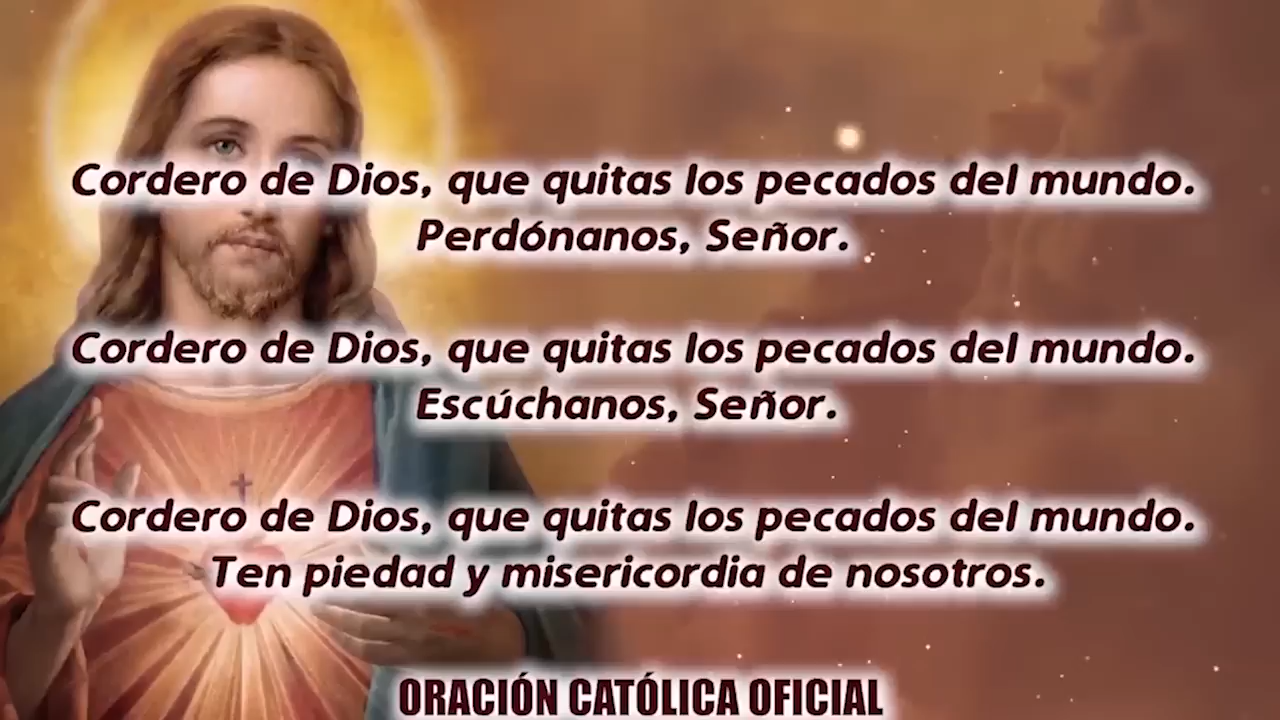 Cordero de Dios, que quitas los pecados del mundo.
Perdónanos, Señor.
Cordero de Dios, que quitas los pecados del mundo.
Escúchanos, Señor.
Cordero de Dios, que quitas los pecados del mundo.
Ten piedad y misericordia de nosotros.
ORACIÓN CATÓLICA OFICIAL